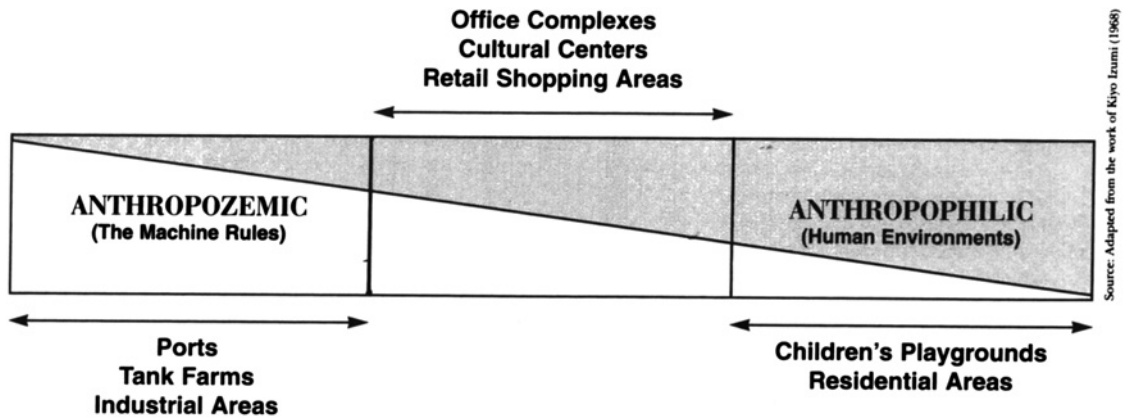 Office Complexes
Cultural Centers
Retail Shopping Areas
ANTHROPOZEMIC
(The Machine Rules)
ANTHROPOPHILIC
(Human Environments)
Ports
Tank Farms
Industrial Areas
Children's Playgrounds
Residential Areas
Source: Adapted from the work of Kiyo Izumi (1968)